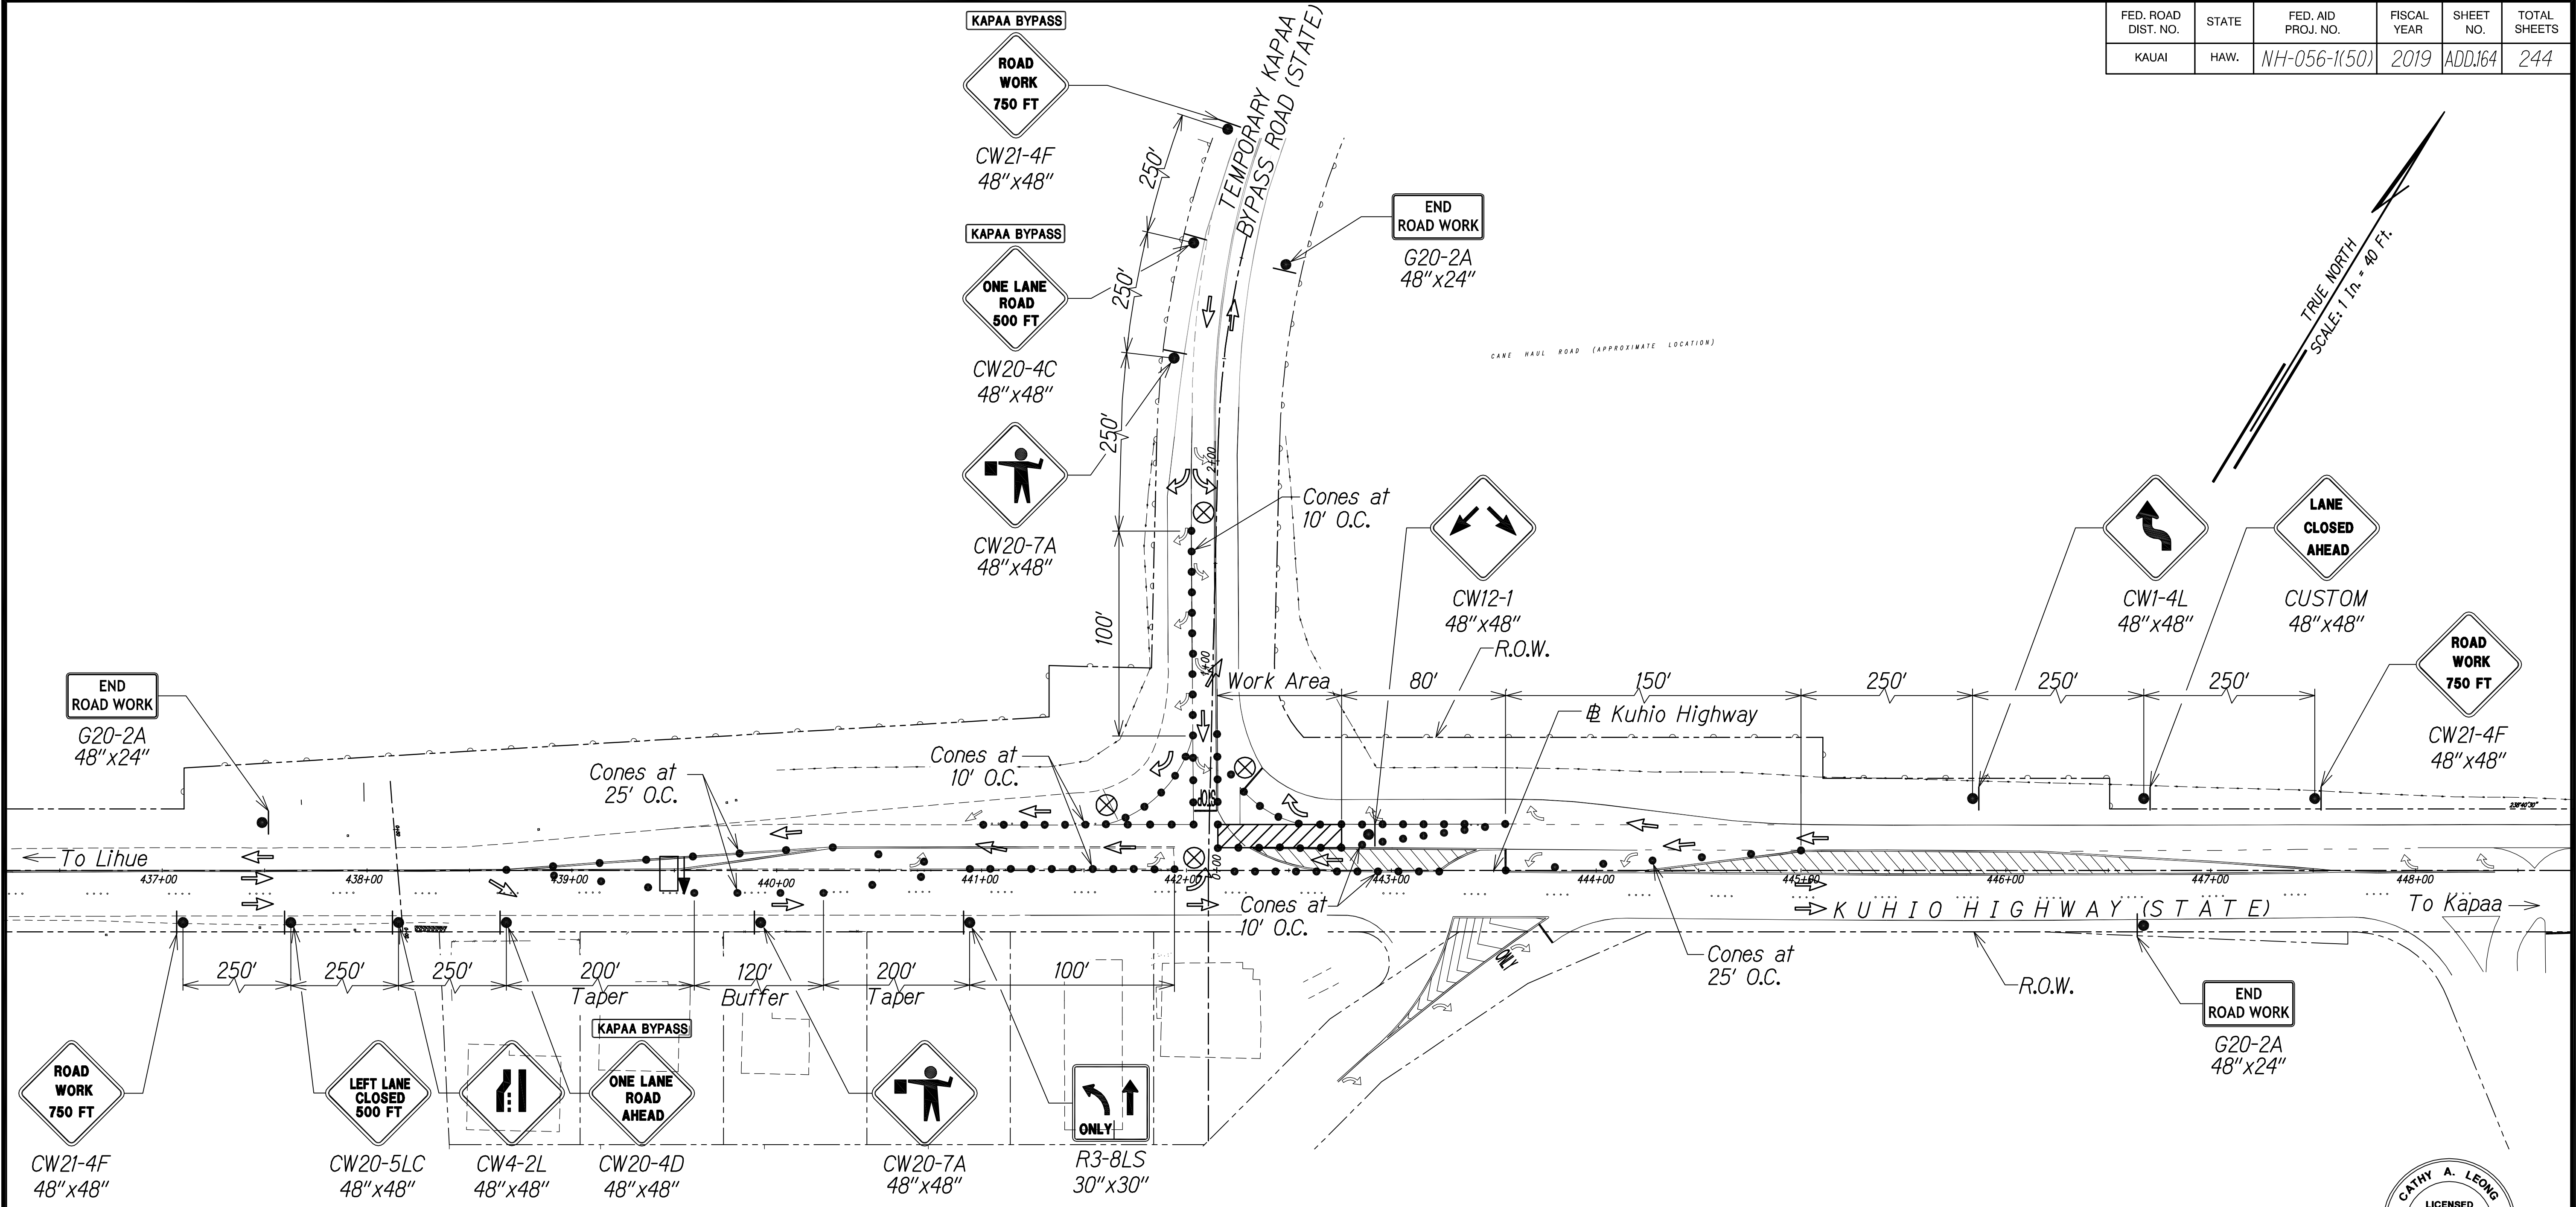 FED. ROAD DIST. NO.
STATE
FED. AID PROJ. NO.
FISCAL YEAR
SHEET NO.
TOTAL SHEETS
KAUAI
HAW.
NH-056-1(50)
2019
ADD.164
244
KAPAA BYPASS
ROAD
WORK
750 FT
CW21-4F
48"x48"
250'
TEMPORARY KAPAA
BYPASS ROAD (STATE)
KAPAA BYPASS
ONE LANE
ROAD
500 FT
CW20-4C
48"x48"
250'
END
ROAD WORK
G20-2A
48"x24"
TRUE NORTH
SCALE: 1 In. = 40 Ft.
CANE HAUL ROAD (APPROXIMATE LOCATION)
250'
CW20-7A
48"x48"
2+00
Cones at
10' O.C.
100'
1+00
CW12-1
48"x48"
R.O.W.
CW1-4L
48"x48"
LANE
CLOSED
AHEAD
CUSTOM
48"x48"
ROAD
WORK
750 FT
CW21-4F
48"x48"
END
ROAD WORK
G20-2A
48"x24"
Work Area
80'
150'
250'
250'
250'
℄ Kuhio Highway
Cones at
25' O.C.
Cones at
10' O.C.
STOP
To Lihue
437+00
438+00
439+00
440+00
441+00
442+00
0+00
443+00
444+00
445+00
446+00
447+00
448+00
Cones at
10' O.C.
KUHIO HIGHWAY (STATE)
To Kapaa
ONLY
Cones at
25' O.C.
R.O.W.
250'
250'
250'
200'
Taper
120'
Buffer
200'
Taper
100'
END
ROAD WORK
G20-2A
48"x24"
ROAD
WORK
750 FT
CW21-4F
48"x48"
LEFT LANE
CLOSED
500 FT
CW20-5LC
48"x48"
CW4-2L
48"x48"
KAPAA BYPASS
ONE LANE
ROAD
AHEAD
CW20-4D
48"x48"
CW20-7A
48"x48"
ONLY
R3-8LS
30"x30"
CATHY A. LEONG
LICENSED